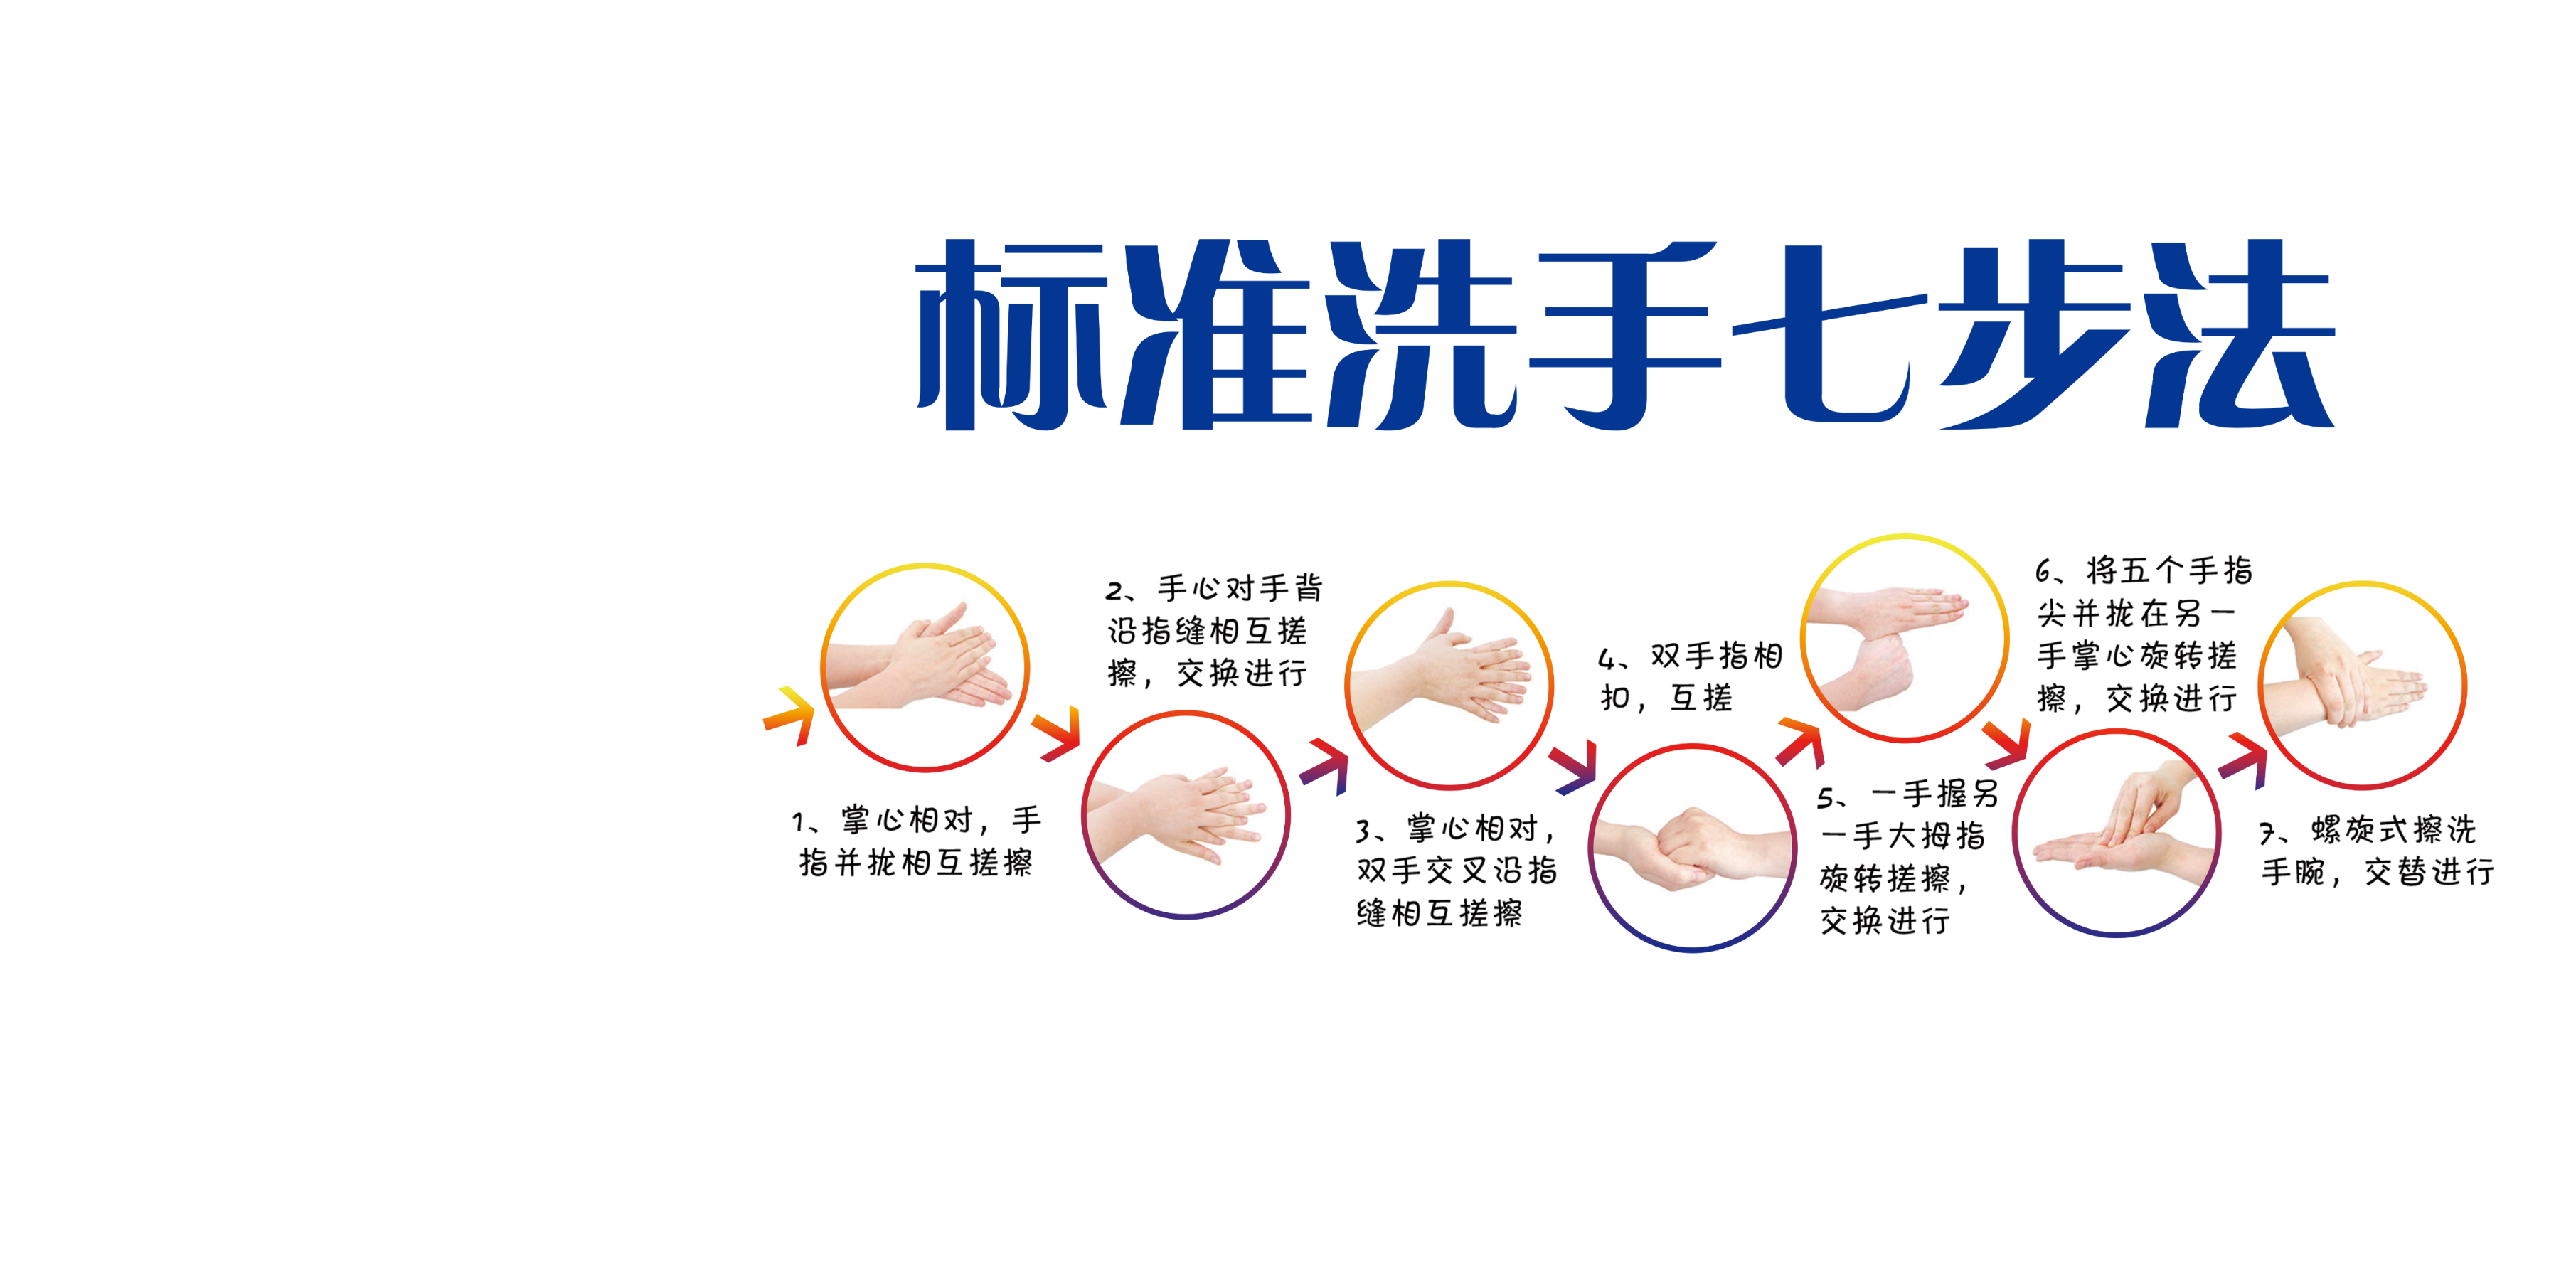 标准洗手七步法
1、掌心相对，手
指并拢相互搓擦
2、手心对手背
沿指缝相互搓
擦，交换进行
3、掌心相对，
双手交叉沿指
缝相互搓擦
4、双手指相
扣，互搓
5、一手握另
一手大拇指
旋转搓擦，
交换进行
6、将五个手指
尖并拢在另一
手掌心旋转搓
擦，交换进行
7、螺旋式擦洗
手腕，交替进行